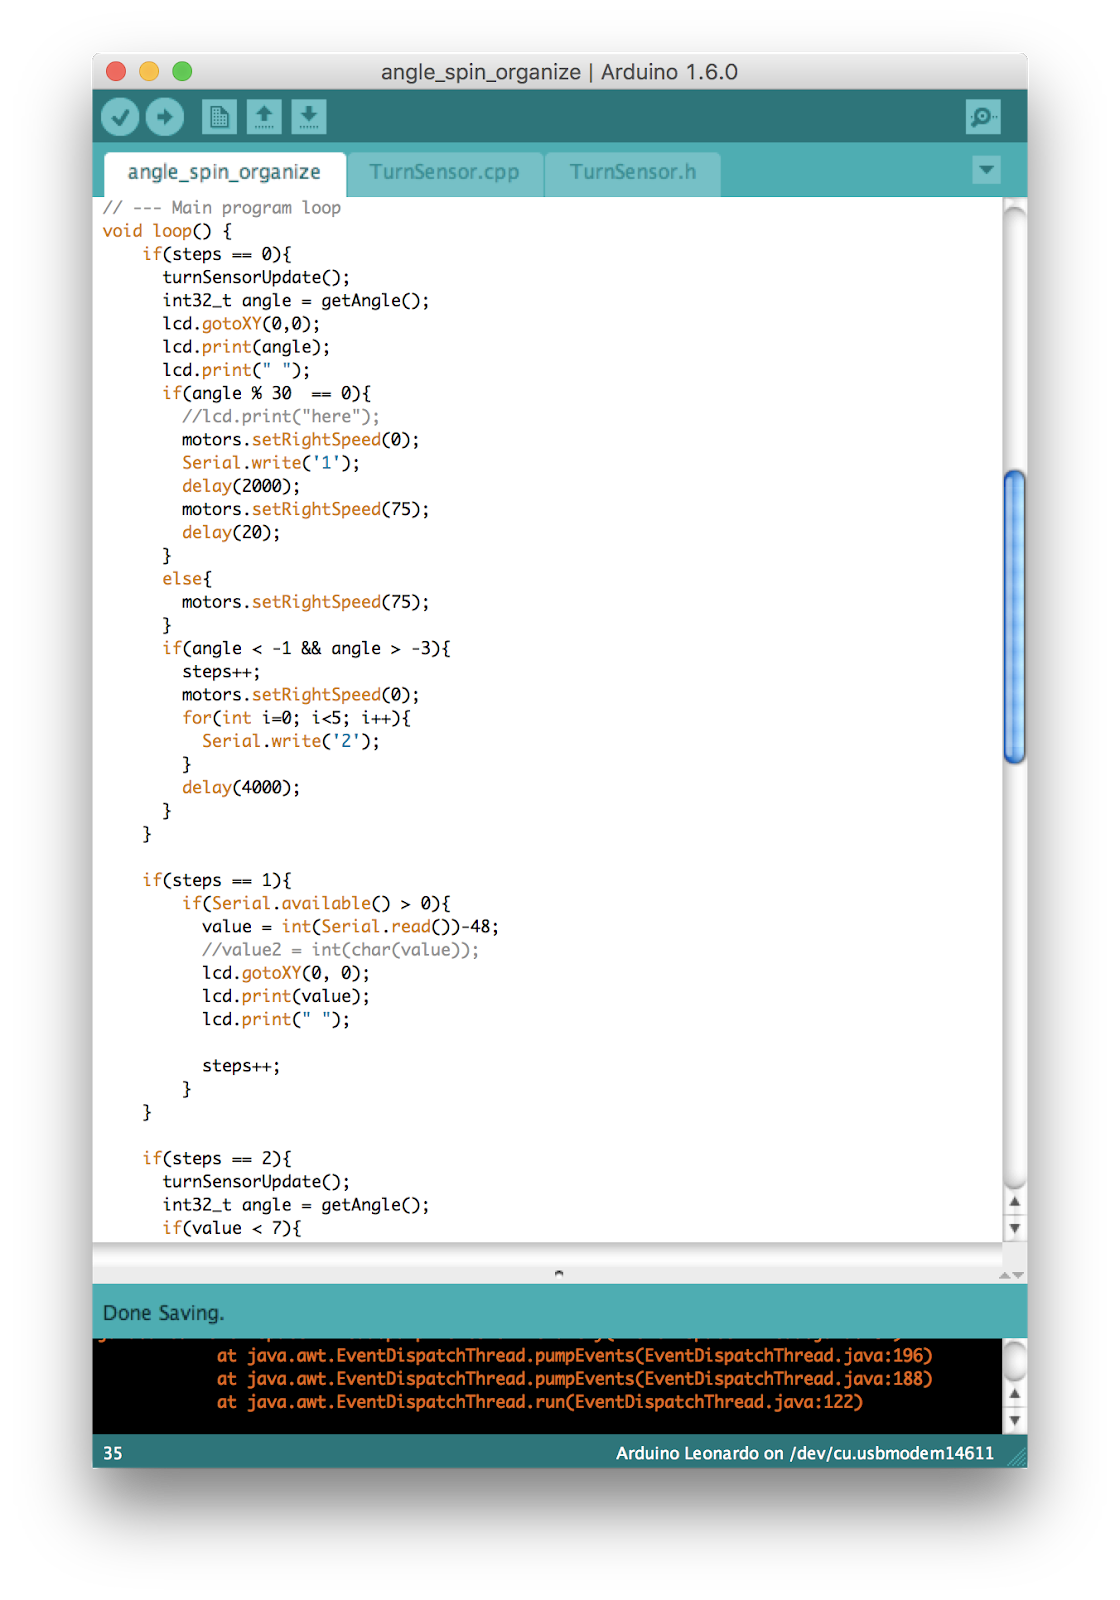 angle_spin_organize | Arduino 1.6.0
angle_spin_organize TurnSensor.cpp TurnSensor.h
// --- Main program loop
void loop() {
    if(steps == 0){
      turnSensorUpdate();
      int32_t angle = getAngle();
      lcd.gotoXY(0,0);
      lcd.print(angle);
      lcd.print(" ");
      if(angle % 30  == 0){
        //lcd.print("here");
        motors.setRightSpeed(0);
        Serial.write('1');
        delay(2000);
        motors.setRightSpeed(75);
        delay(20);
      }
      else{
        motors.setRightSpeed(75);
      }
      if(angle < -1 && angle > -3){
        steps++;
        motors.setRightSpeed(0);
        for(int i=0; i<5; i++){
          Serial.write('2');
        }
        delay(4000);
      }
    }
    if(steps == 1){
        if(Serial.available() > 0){
          value = int(Serial.read())-48;
          //value2 = int(char(value));
          lcd.gotoXY(0, 0);
          lcd.print(value);
          lcd.print(" ");
          steps++;
        }
    }
    if(steps == 2){
      turnSensorUpdate();
      int32_t angle = getAngle();
      if(value < 7){
Done Saving.
at java.awt.EventDispatchThread.pumpEvents(EventDispatchThread.java:196)
at java.awt.EventDispatchThread.pumpEvents(EventDispatchThread.java:188)
at java.awt.EventDispatchThread.run(EventDispatchThread.java:122)
35 Arduino Leonardo on /dev/cu.usbmodem14611